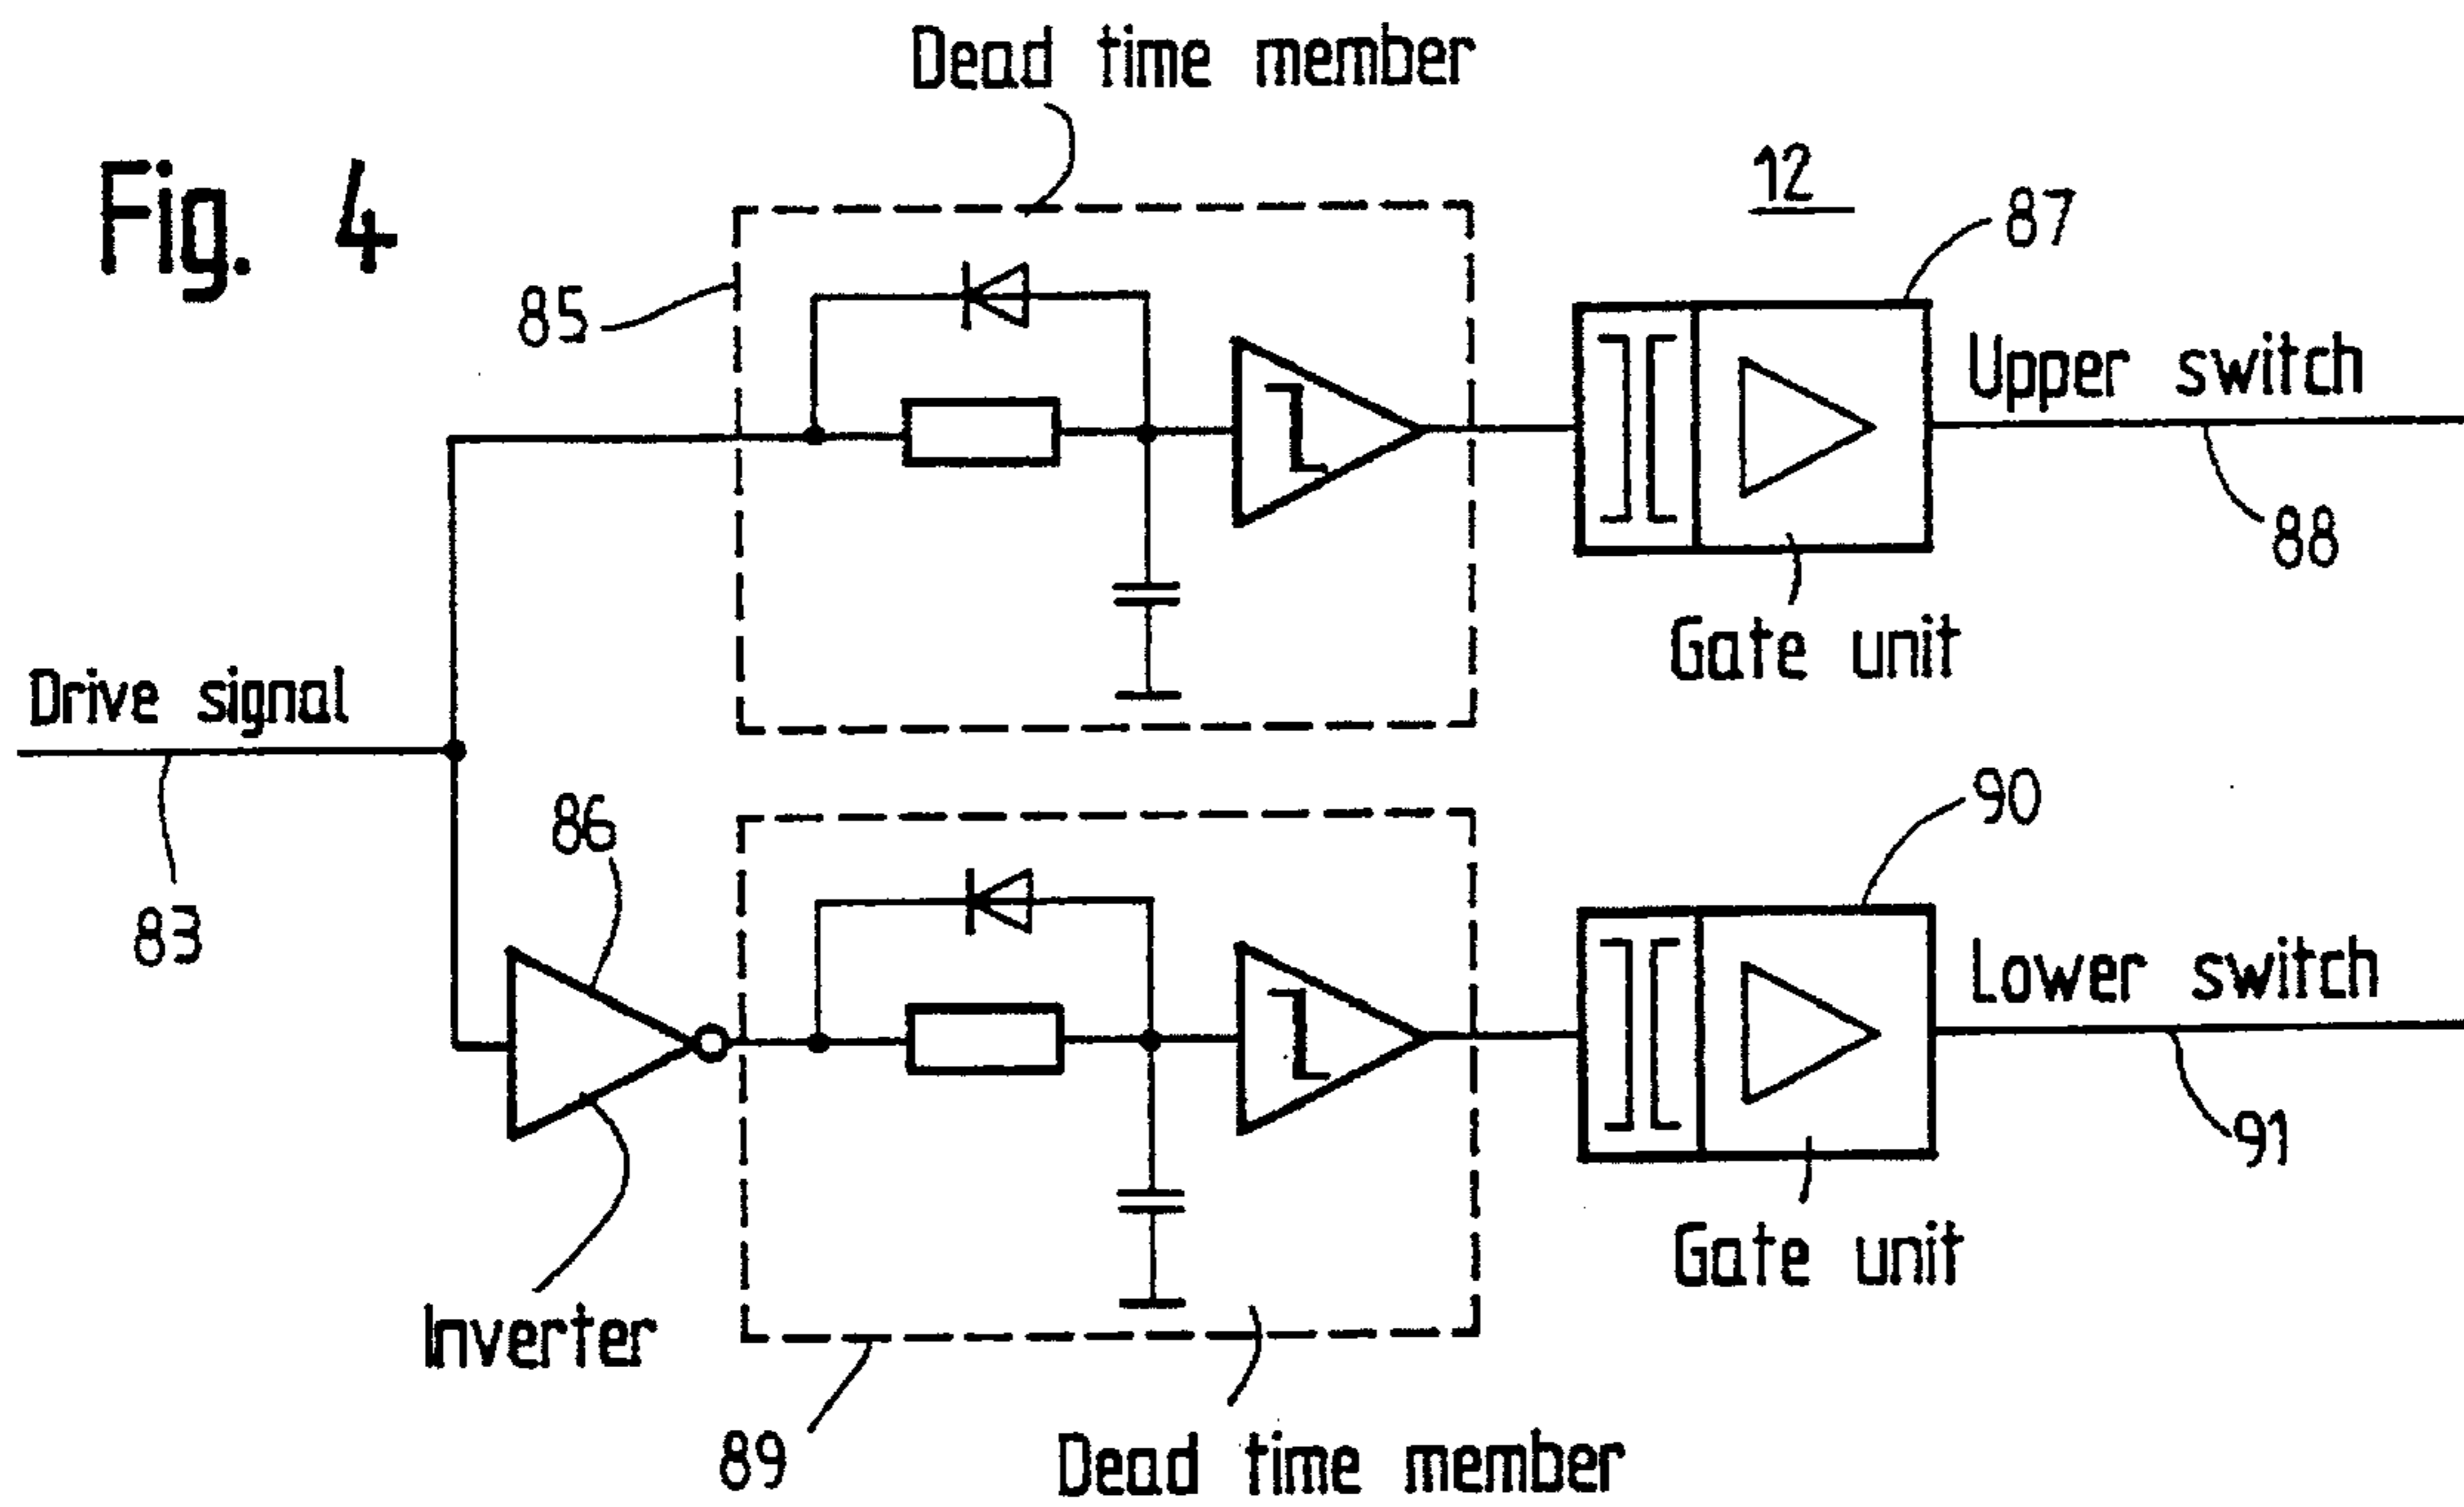 Dead time member
Fig. 4
12
87
85
Upper switch
88
Gate unit
Drive signal
83
86
90
Lower switch
91
Gate unit
Inverter
89
Dead time member